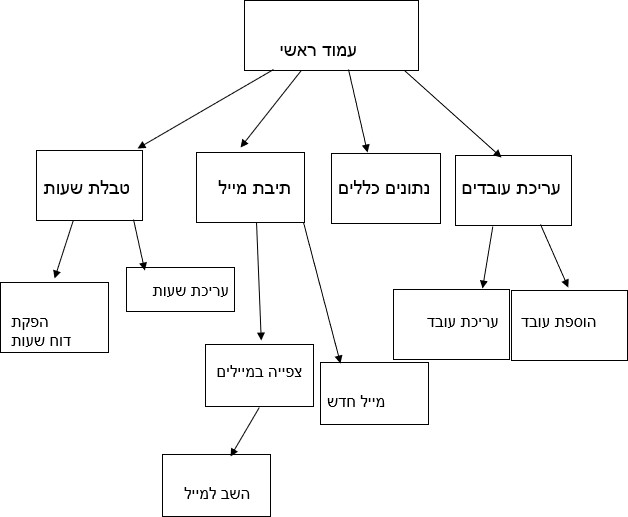 עמוד ראשי
עריכת עובדים
נתונים כללים
תיבת מייל
טבלת שעות
הוספת עובד
עריכת עובד
עריכת שעות
הפקת
דוח שעות
צפייה במיילים
מייל חדש
השב למייל